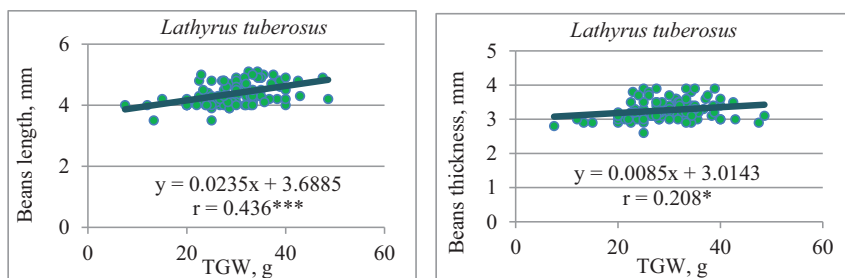 Lathyrus tuberosus
6
4
2
0
Beans length, mm
y = 0.0235x + 3.6885
r = 0.436***
0 20 40 60
TGW, g
Lathyrus tuberosus
5
4
3
2
1
0
Beans thickness, mm
y = 0.0085x + 3.0143
r = 0.208*
0 20 40 60
TGW, g